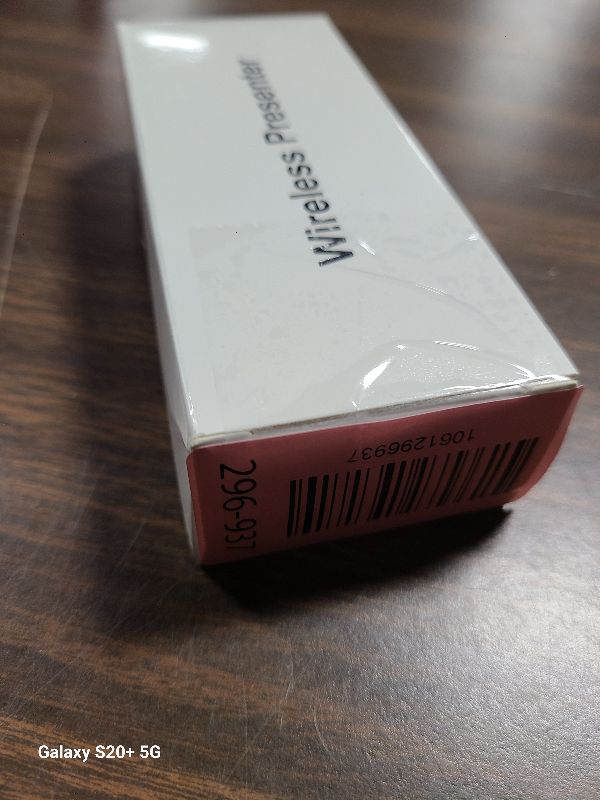 Wireless Presenter
1061296937
296-937
Galaxy S20+ 5G